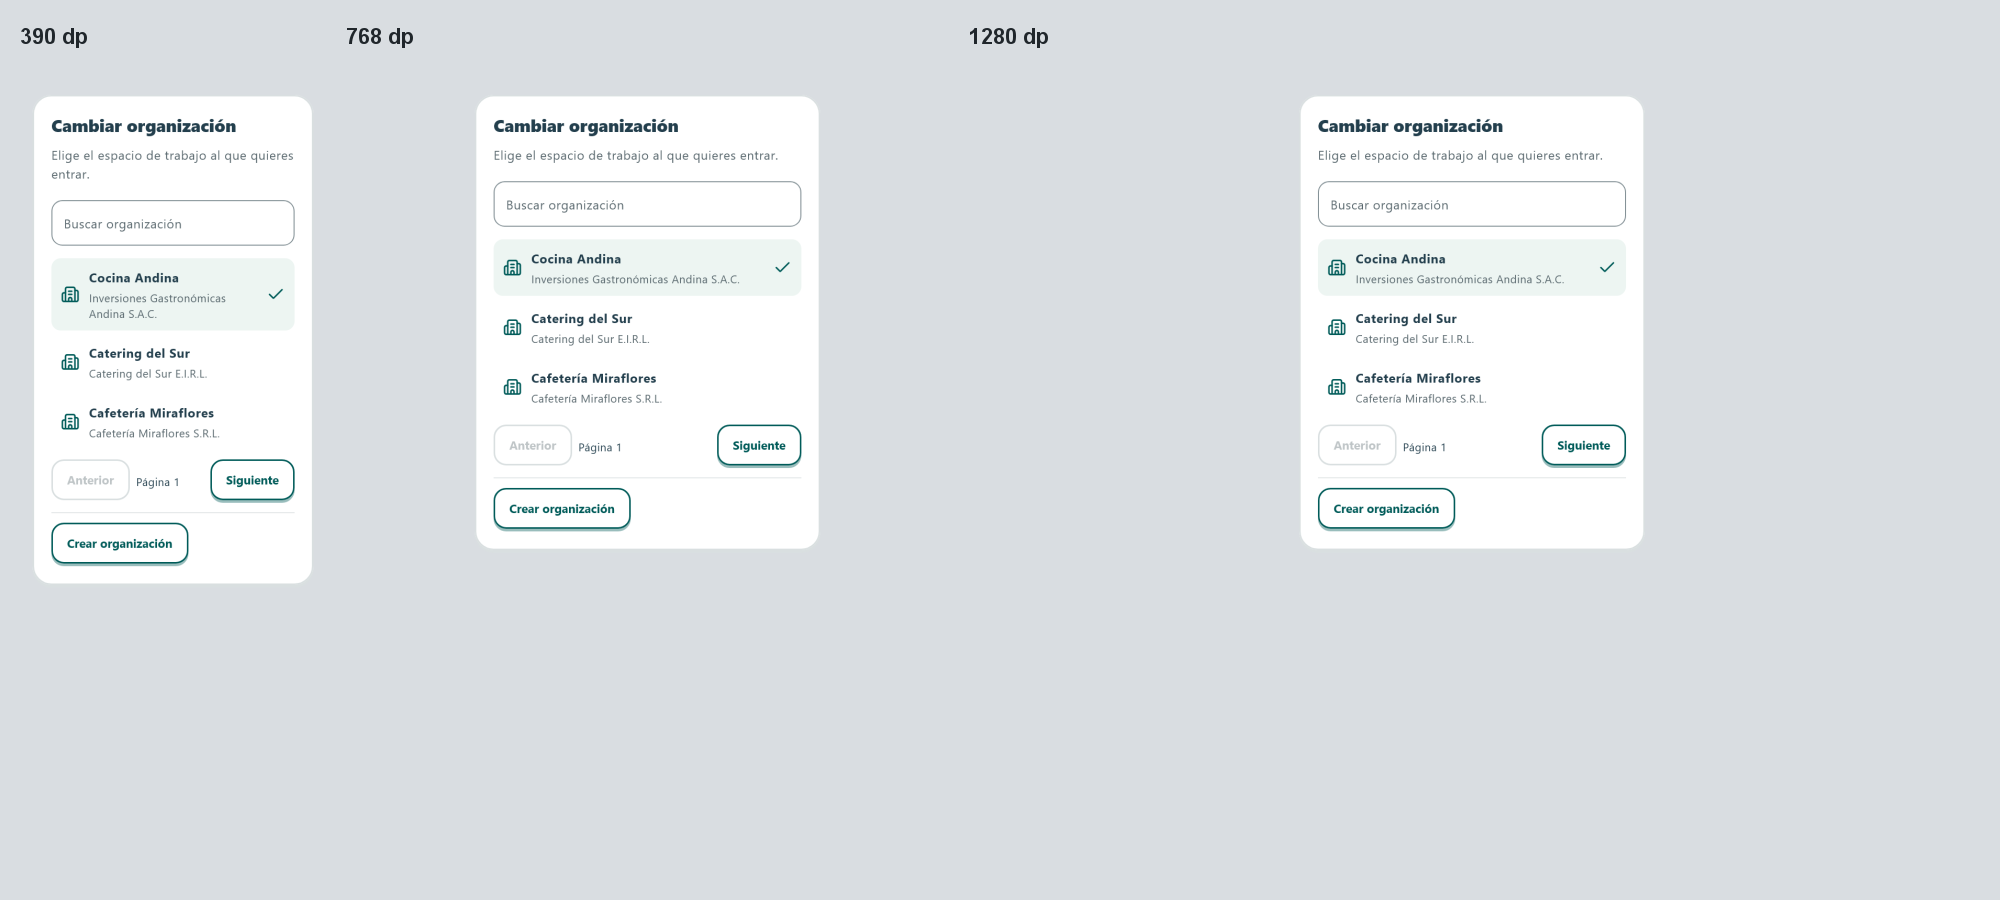 390 dp
768 dp
1280 dp
Cambiar organización
Elige el espacio de trabajo al que quieres
entrar.
Buscar organización
Cocina Andina
Inversiones Gastronómicas
Andina S.A.C.
Catering del Sur
Catering del Sur E.I.R.L.
Cafetería Miraflores
Cafetería Miraflores S.R.L.
Anterior
Página 1
Siguiente
Crear organización
Cambiar organización
Elige el espacio de trabajo al que quieres entrar.
Buscar organización
Cocina Andina
Inversiones Gastronómicas Andina S.A.C.
Catering del Sur
Catering del Sur E.I.R.L.
Cafetería Miraflores
Cafetería Miraflores S.R.L.
Anterior
Página 1
Siguiente
Crear organización
Cambiar organización
Elige el espacio de trabajo al que quieres entrar.
Buscar organización
Cocina Andina
Inversiones Gastronómicas Andina S.A.C.
Catering del Sur
Catering del Sur E.I.R.L.
Cafetería Miraflores
Cafetería Miraflores S.R.L.
Anterior
Página 1
Siguiente
Crear organización